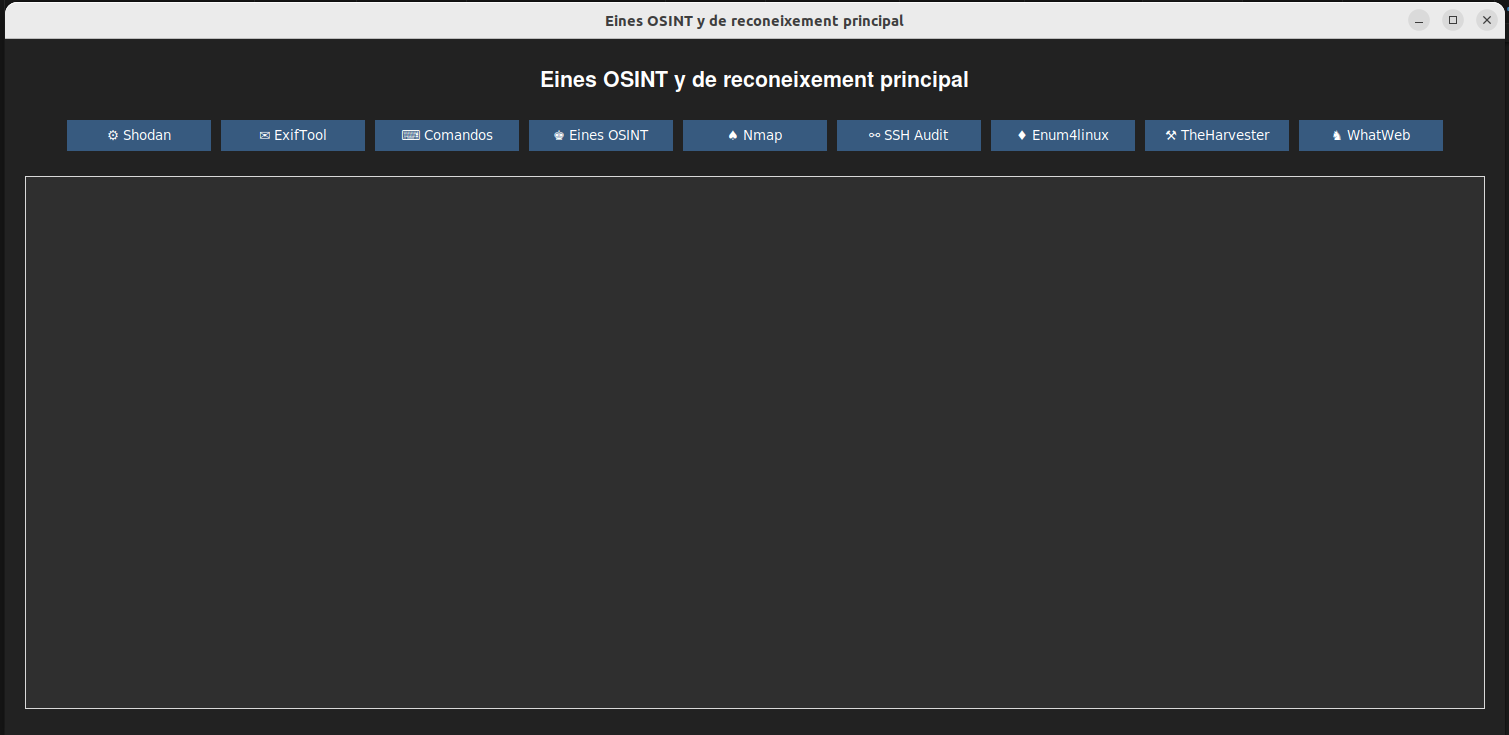 Eines OSINT y de reconeixement principal
Eines OSINT y de reconeixement principal
⚙ Shodan ✉ ExifTool ⌨ Comandos ♚ Eines OSINT ♠ Nmap ⚯ SSH Audit ♦ Enum4linux ⚒ TheHarvester ♞ WhatWeb